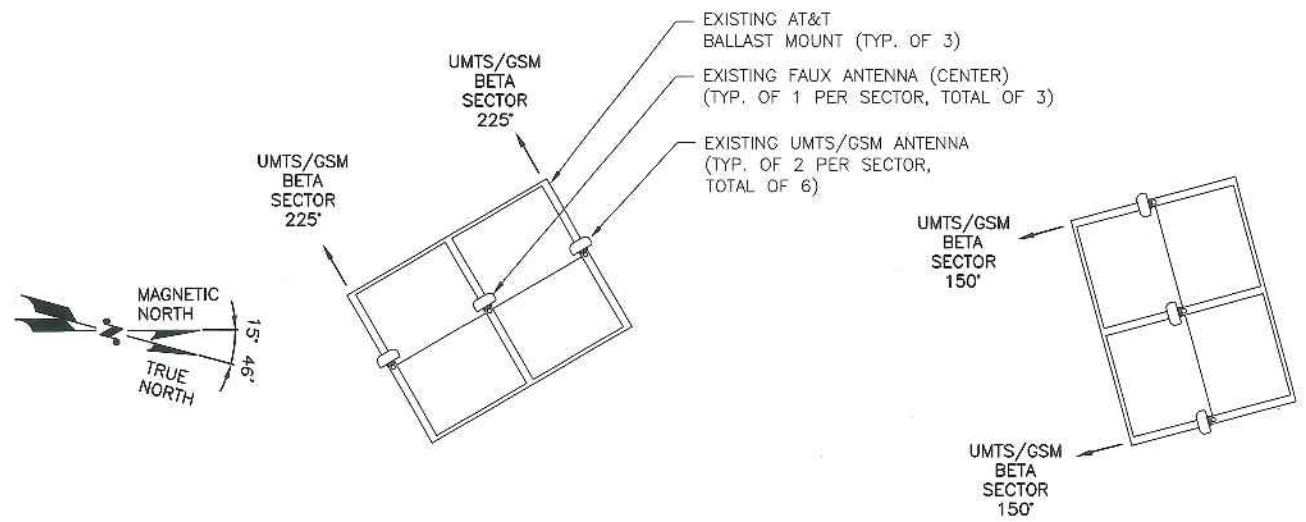 EXISTING AT&T
BALLAST MOUNT (TYP. OF 3)
EXISTING FAUX ANTENNA (CENTER)
(TYP. OF 1 PER SECTOR, TOTAL OF 3)
EXISTING UMTS/GSM ANTENNA
(TYP. OF 2 PER SECTOR,
TOTAL OF 6)
UMTS/GSM
BETA
SECTOR
225°
UMTS/GSM
BETA
SECTOR
225°
MAGNETIC
NORTH
15° 46'
TRUE
NORTH
Z
UMTS/GSM
BETA
SECTOR
150°
UMTS/GSM
BETA
SECTOR
150°